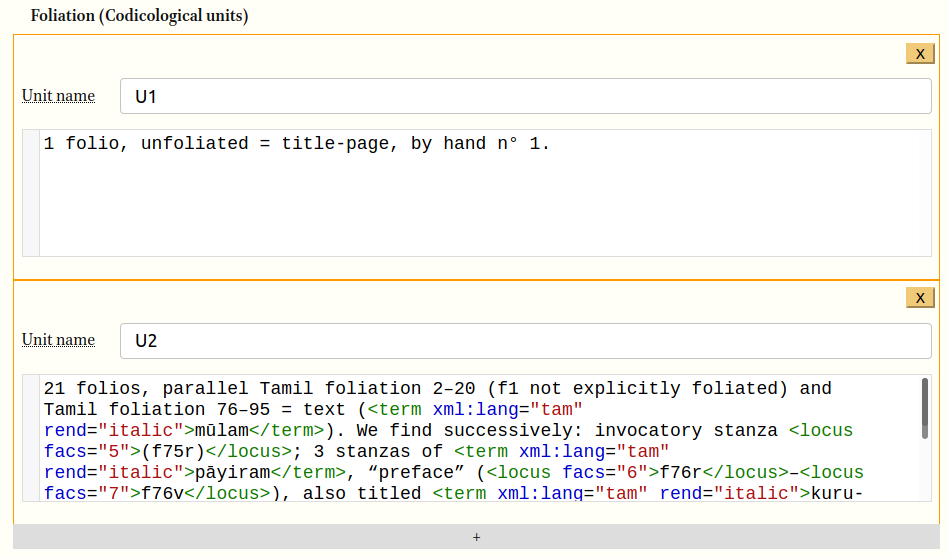 Foliation (Codicological units)
X
Unit name
U1
1 folio, unfoliated = title-page, by hand n° 1.
X
Unit name
U2
21 folios, parallel Tamil foliation 2–20 (f1 not explicitly foliated) and
Tamil foliation 76–95 = text (<term xml:lang="tam"
rend="italic">mūlam</term>). We find successively: invocatory stanza <locus
facs="5">(f75r)</locus>; 3 stanzas of <term xml:lang="tam"
rend="italic">pāyiram</term>, “preface” (<locus facs="6">f76r</locus>–<locus
facs="7">f76v</locus>), also titled <term xml:lang="tam" rend="italic">kuru-
+